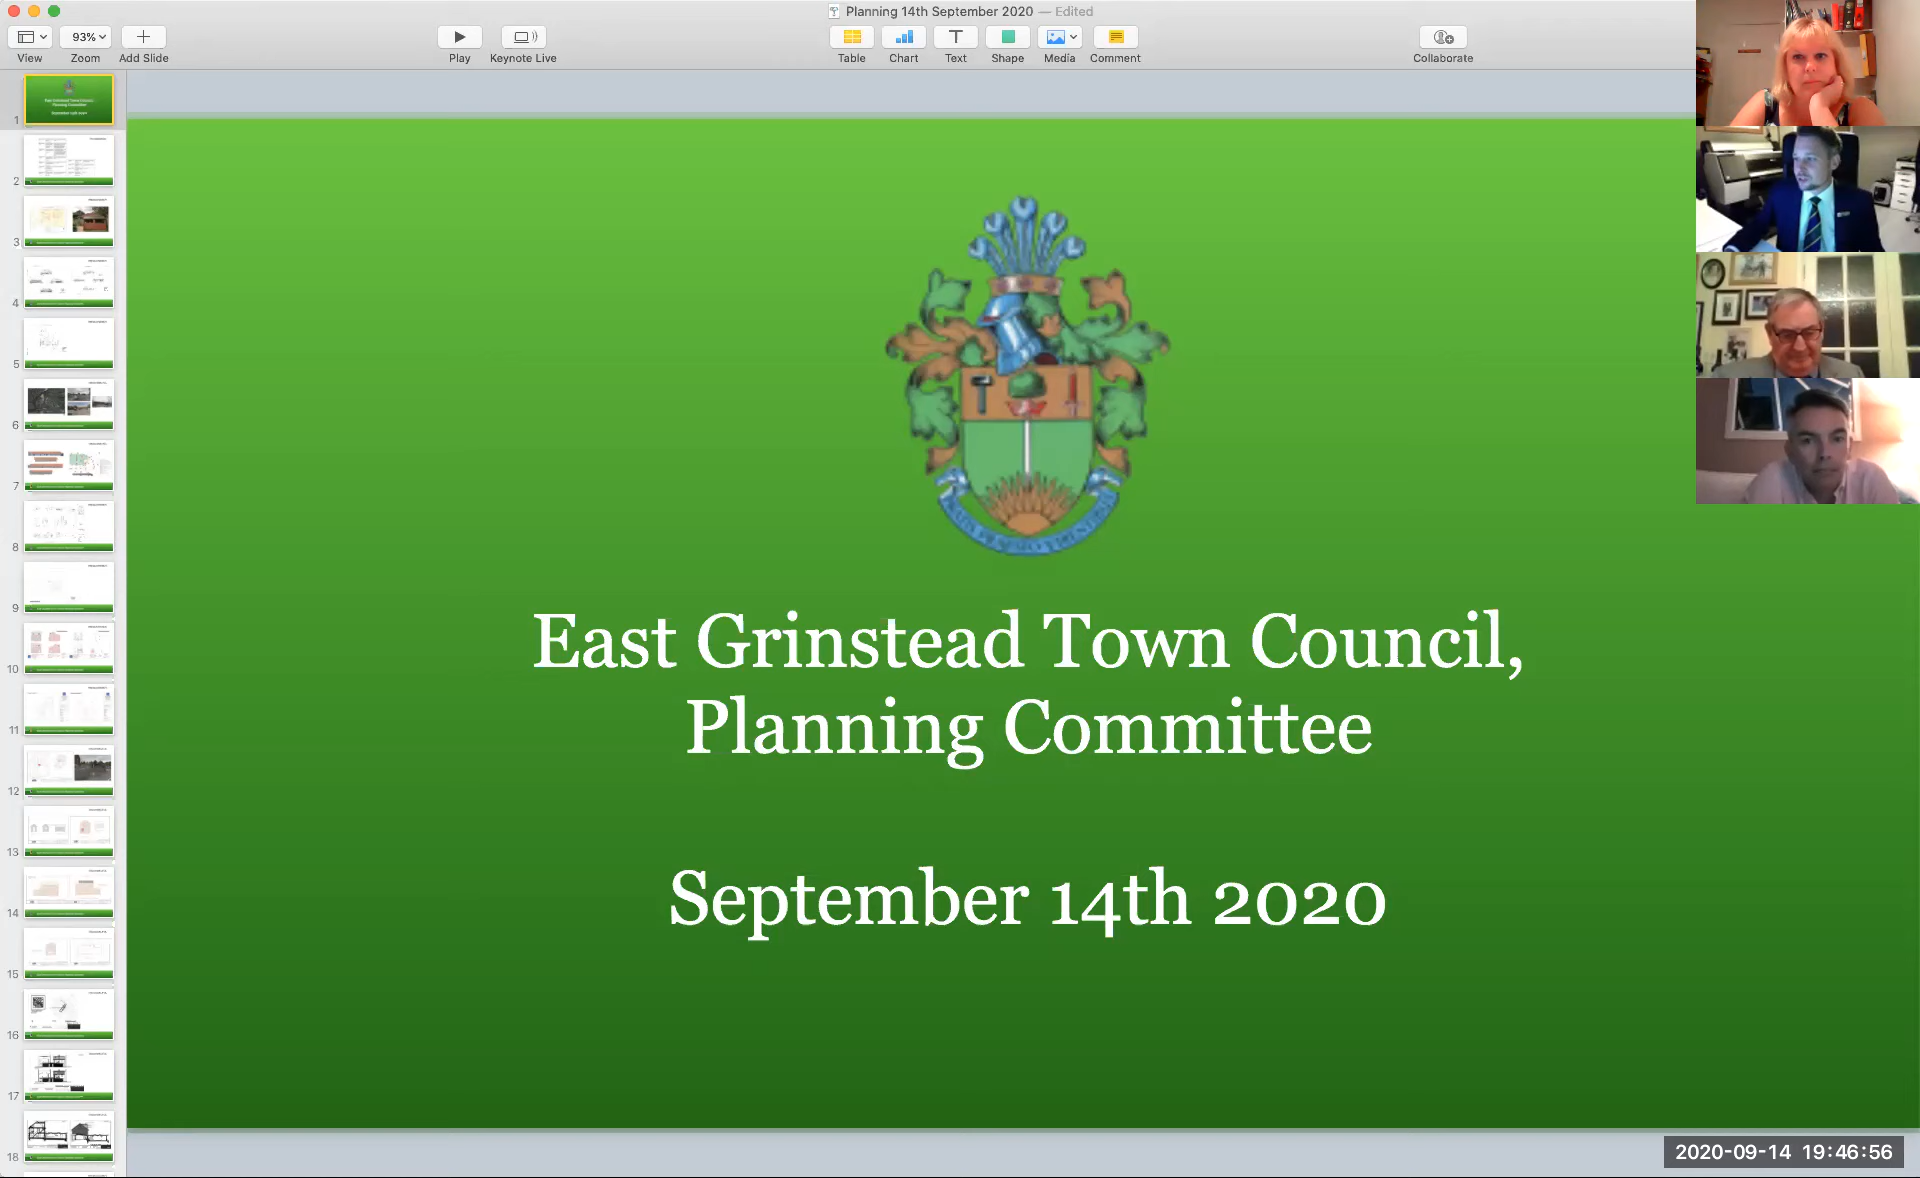 Planning 14th September 2020 — Edited
93%
View
Zoom
Add Slide
Play
Keynote Live
Table
Chart
Text
Shape
Media
Comment
Collaborate
1
2
3
4
5
6
7
8
9
10
11
12
13
14
15
16
17
18
East Grinstead Town Council,
Planning Committee
September 14th 2020
2020-09-14 19:46:56